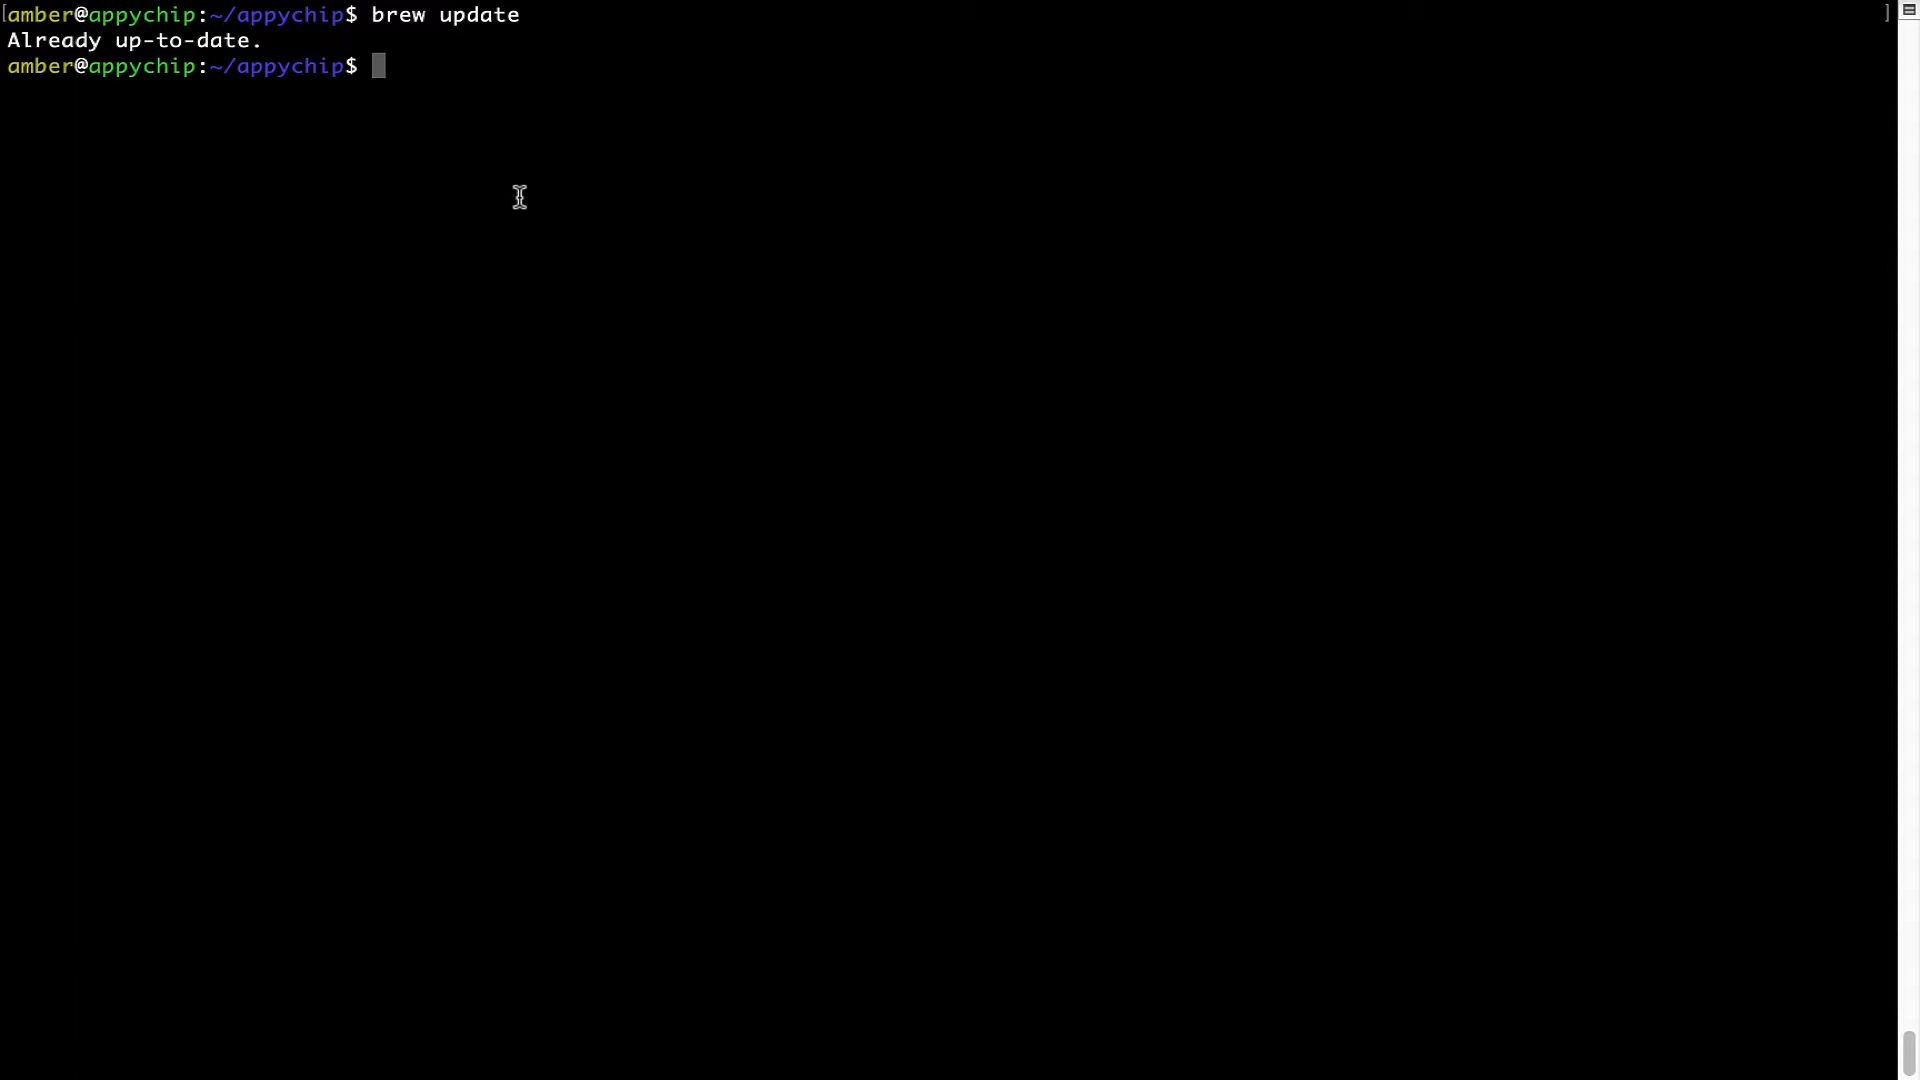 [amber@appychip:~/appychip$ brew update ]
Already up-to-date.
amber@appychip:~/appychip$